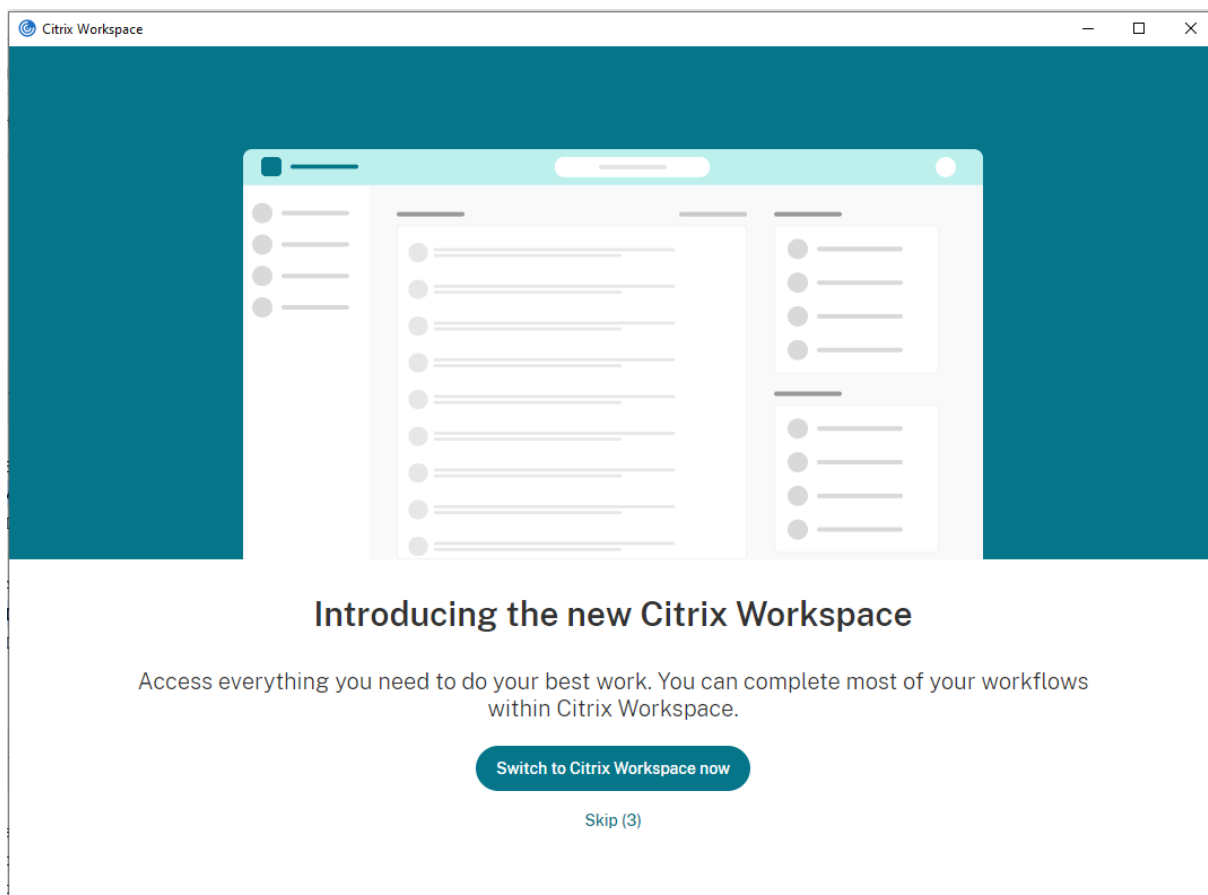 Citrix Workspace
Introducing the new Citrix Workspace
Access everything you need to do your best work. You can complete most of your workflows
within Citrix Workspace.
Switch to Citrix Workspace now
Skip (3)